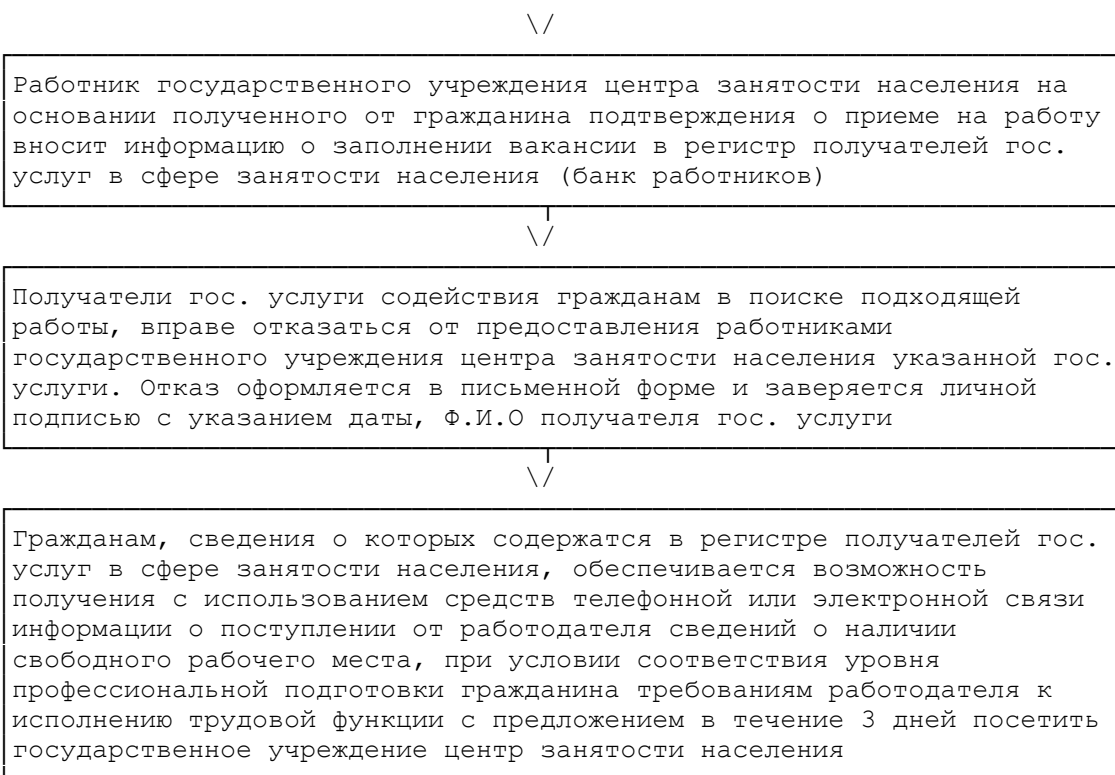 \/
Работник государственного учреждения центра занятости населения на
основании полученного от гражданина подтверждения о приеме на работу
вносит информацию о заполнении вакансии в регистр получателей гос.
услуг в сфере занятости населения (банк работников)
\/
Получатели гос. услуги содействия гражданам в поиске подходящей
работы, вправе отказаться от предоставления работниками
государственного учреждения центра занятости населения указанной гос.
услуги. Отказ оформляется в письменной форме и заверяется личной
подписью с указанием даты, Ф.И.О получателя гос. услуги
\/
Гражданам, сведения о которых содержатся в регистре получателей гос.
услуг в сфере занятости населения, обеспечивается возможность
получения с использованием средств телефонной или электронной связи
информации о поступлении от работодателя сведений о наличии
свободного рабочего места, при условии соответствия уровня
профессиональной подготовки гражданина требованиям работодателя к
исполнению трудовой функции с предложением в течение 3 дней посетить
государственное учреждение центр занятости населения